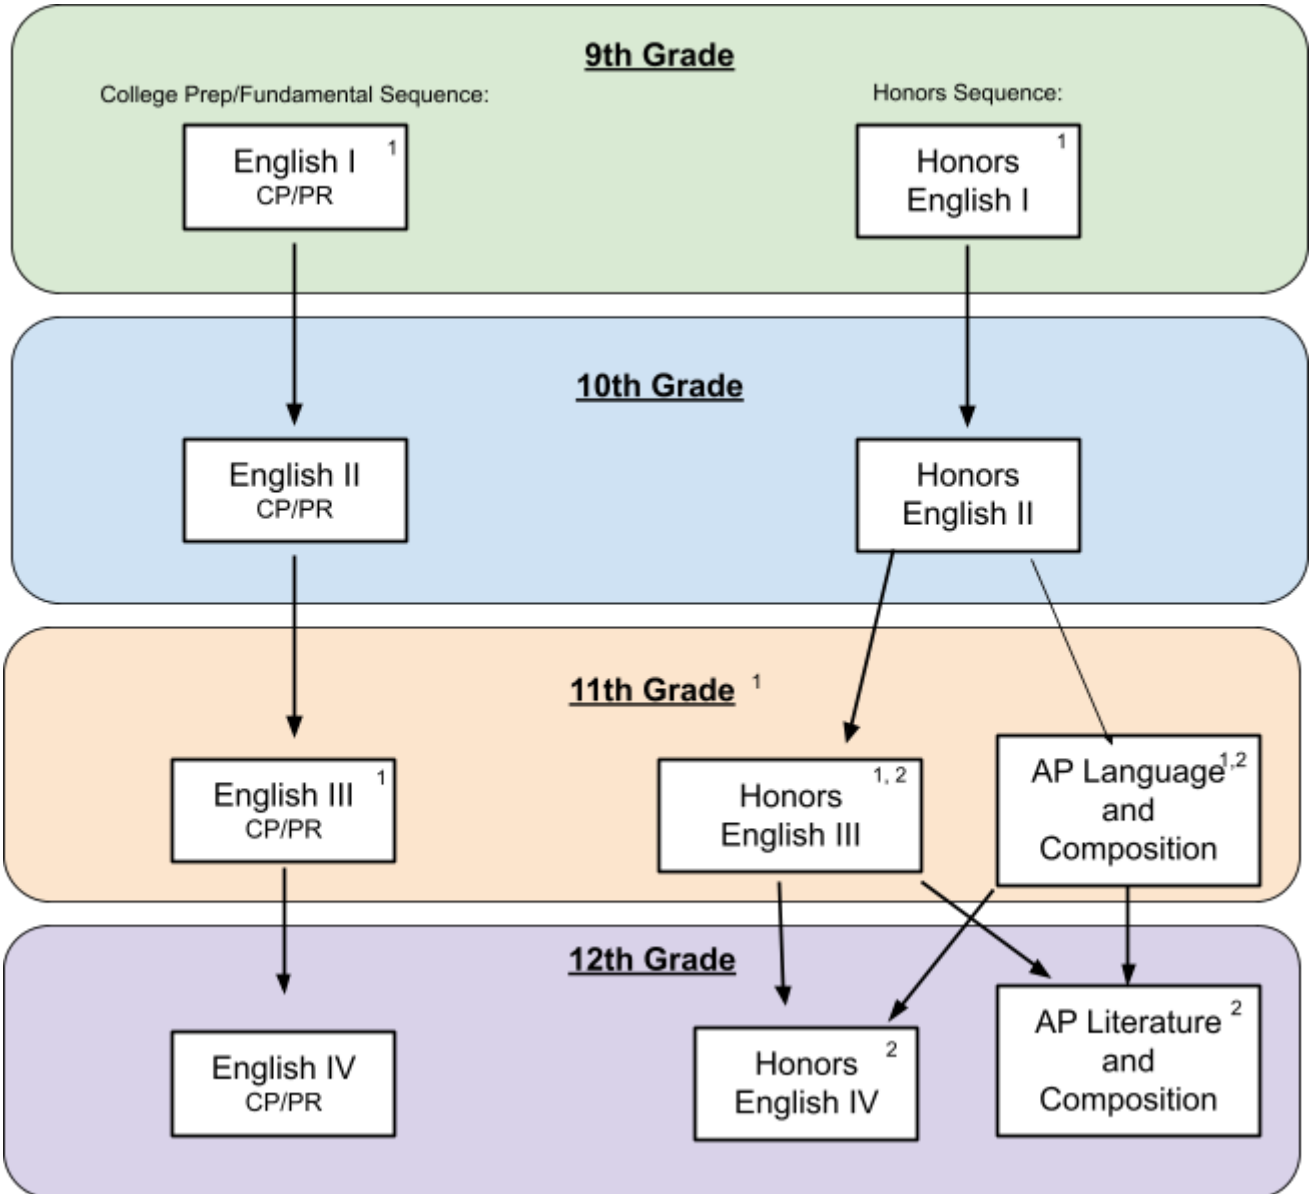 9th Grade
College Prep/Fundamental Sequence:
Honors Sequence:
English I 1
CP/PR
Honors 1
English I
10th Grade
English II
CP/PR
Honors
English II
11th Grade 1
English III 1
CP/PR
Honors 1, 2
English III
AP Language 1,2
and
Composition
12th Grade
English IV
CP/PR
Honors 2
English IV
AP Literature 2
and
Composition